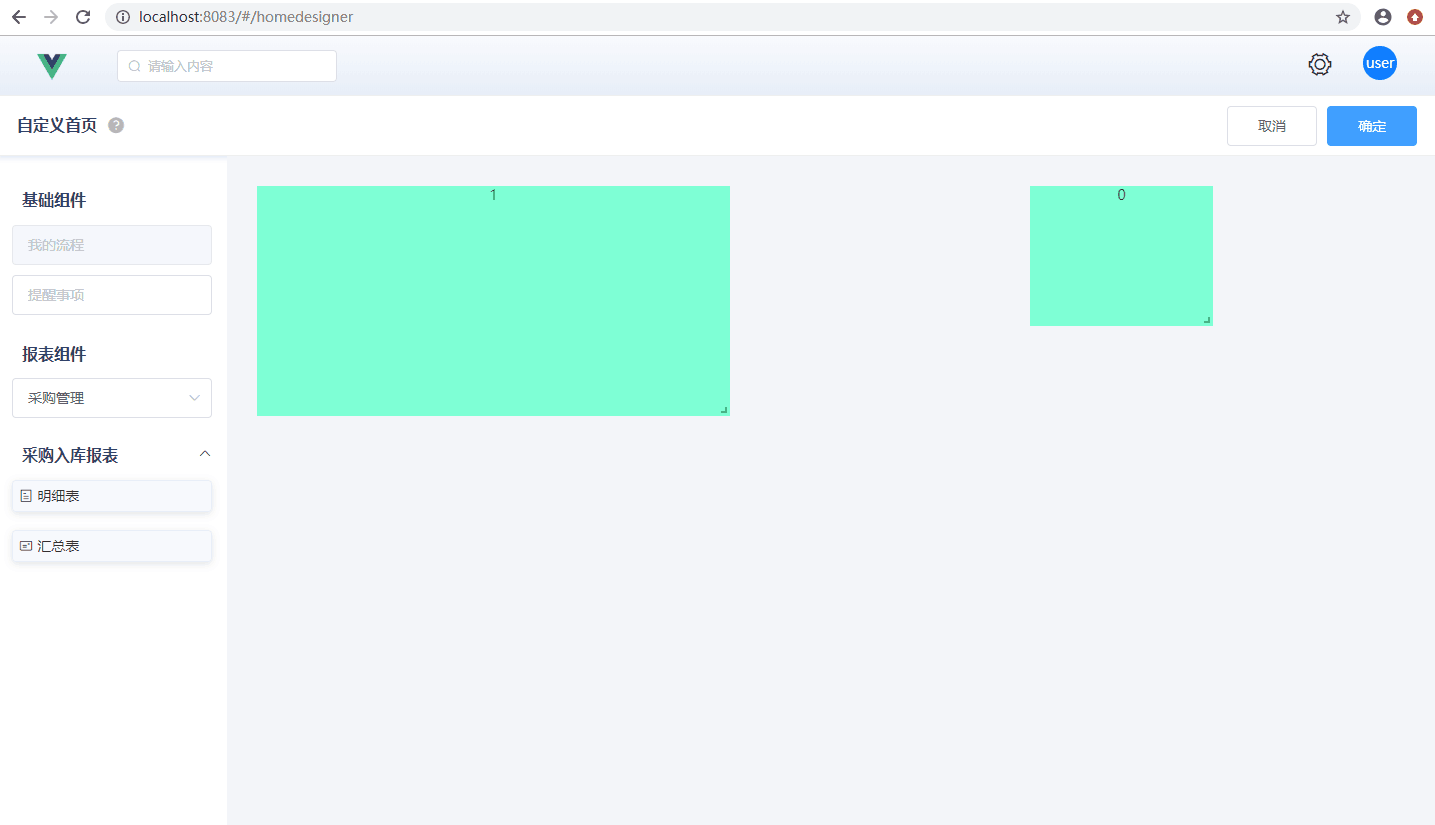 localhost:8083/#/homedesigner
请输入内容
user
自定义首页 ?
取消
确定
基础组件
我的流程
提醒事项
报表组件
采购管理
采购入库报表
明细表
汇总表
1
0